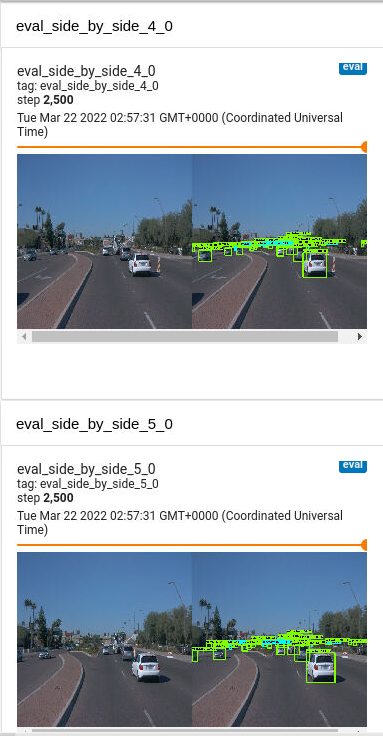 eval_side_by_side_4_0
eval_side_by_side_4_0
eval
tag: eval_side_by_side_4_0
step 2,500
Tue Mar 22 2022 02:57:31 GMT+0000 (Coordinated Universal
Time)
eval_side_by_side_5_0
eval_side_by_side_5_0
eval
tag: eval_side_by_side_5_0
step 2,500
Tue Mar 22 2022 02:57:31 GMT+0000 (Coordinated Universal
Time)